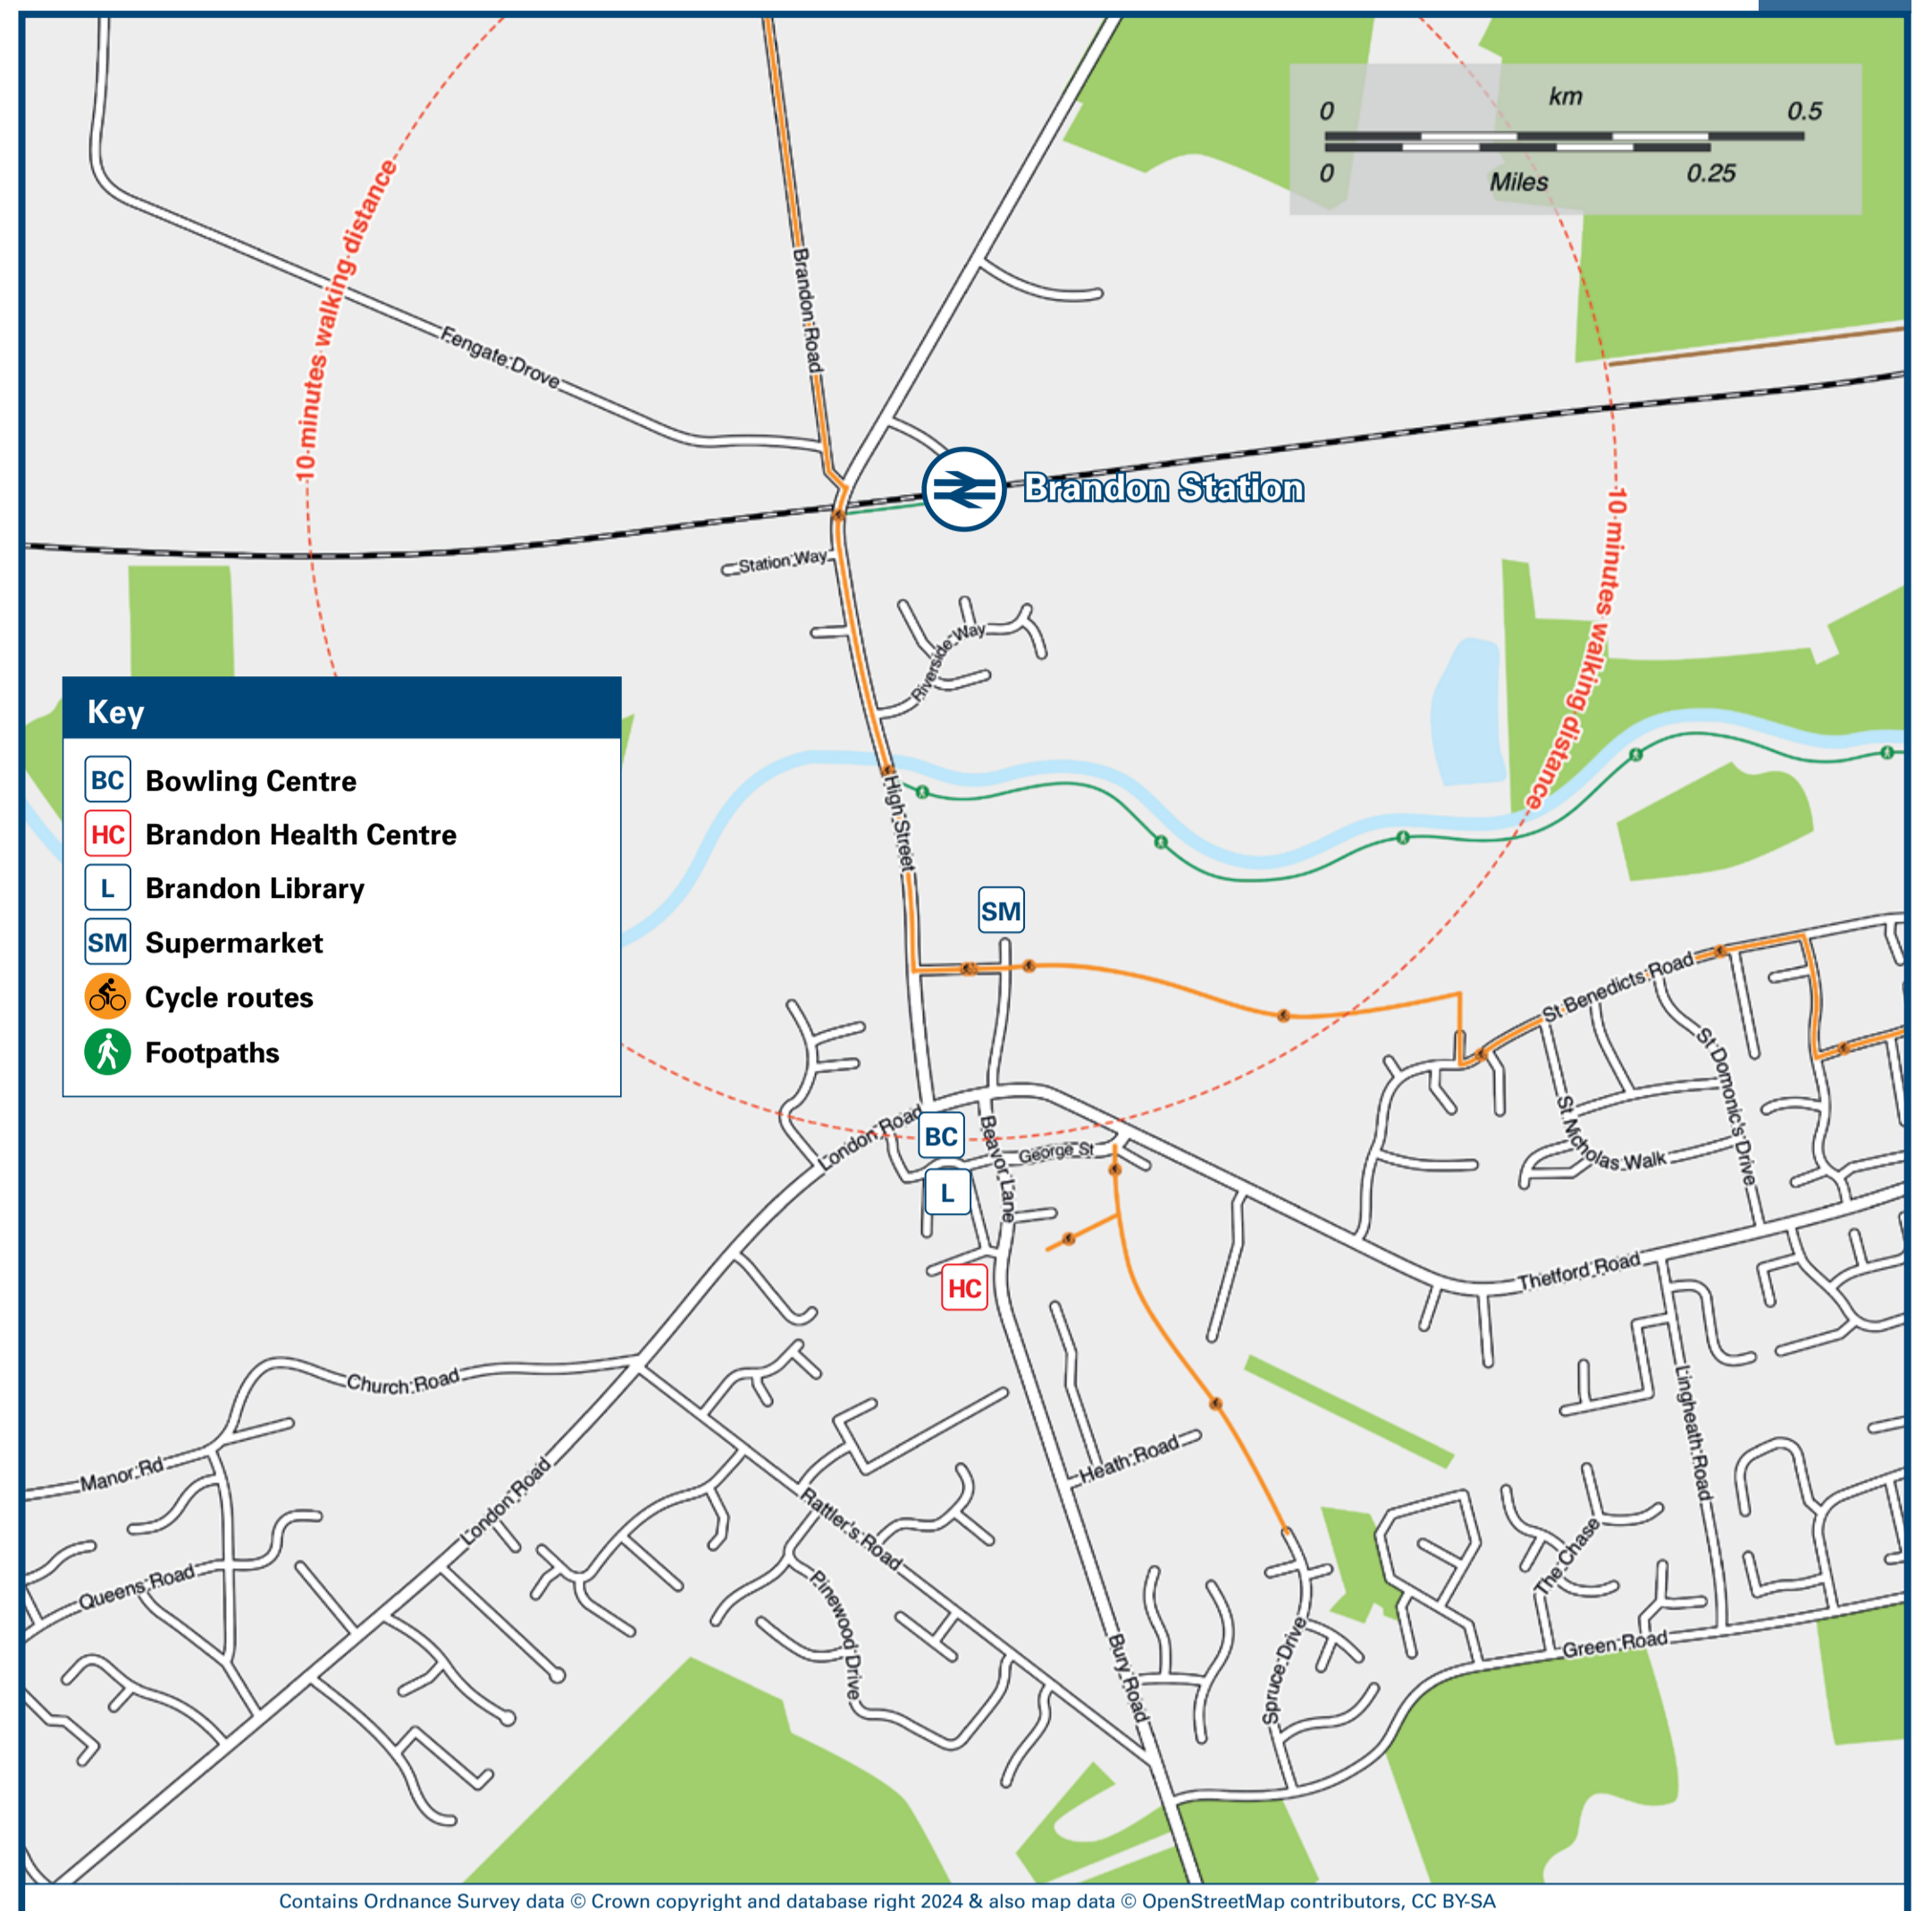 km
0
0.5
0
Miles
0.25
10 minutes walking distance
Brandon Road
Fengate Drove
Brandon Station
10 minutes walking distance
Station Way
Riverside Way
Key
BC Bowling Centre
HC Brandon Health Centre
L Brandon Library
SM Supermarket
Cycle routes
Footpaths
High Street
SM
St Benedicts Road
St Domonic's Drive
St Nicholas Walk
London Road
BC
Beavor Lane
George St
L
HC
Thetford Road
Church Road
Manor Rd
London Road
Queens Road
Heath Road
Lingheath Road
Rattler's Road
Pinewood Drive
The Chase
Bury Road
Spruce Drive
Green Road
Contains Ordnance Survey data © Crown copyright and database right 2024 & also map data © OpenStreetMap contributors, CC BY-SA